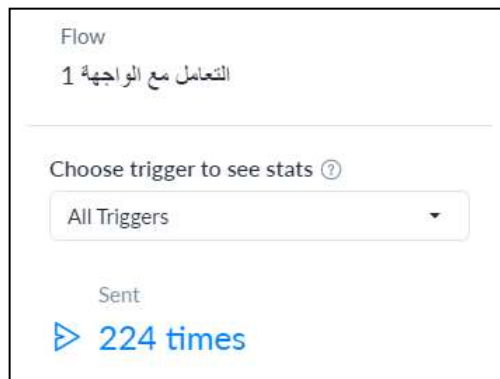 Flow
التعامل مع الواجهة 1
Choose trigger to see stats ?
All Triggers
Sent
224 times